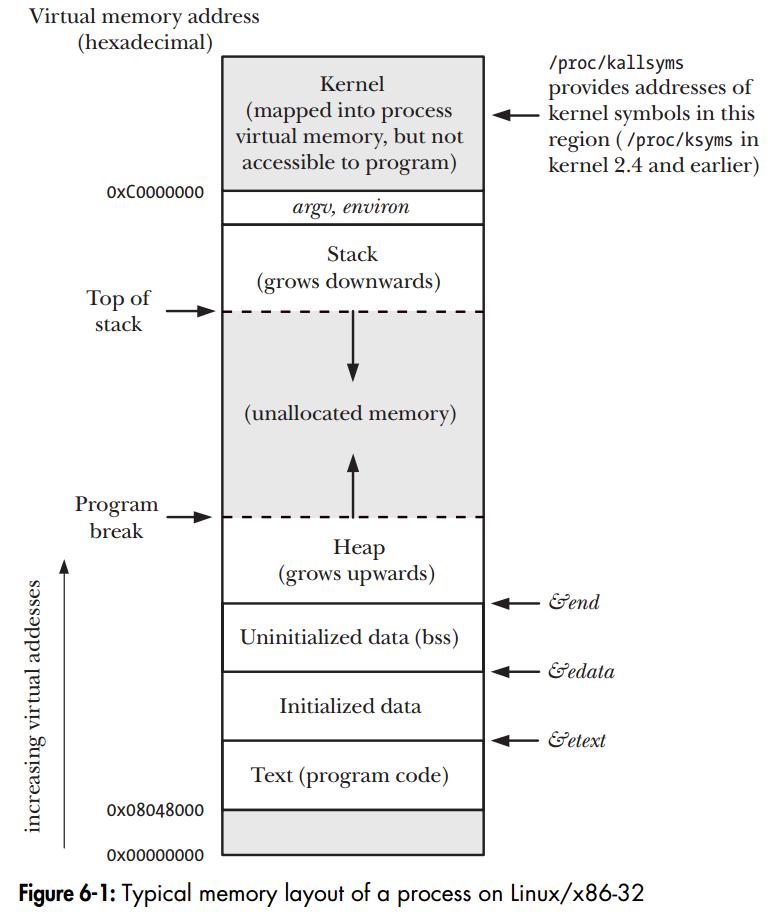 Virtual memory address
(hexadecimal)
Kernel
(mapped into process
virtual memory, but not
accessible to program)
/proc/kallsyms
provides addresses of
kernel symbols in this
region ( /proc/ksyms in
kernel 2.4 and earlier)
0xC0000000
argv, environ
Stack
(grows downwards)
Top of
stack
(unallocated memory)
Program
break
Heap
(grows upwards)
&end
Uninitialized data (bss)
&edata
Initialized data
&etext
Text (program code)
0x08048000
0x00000000
increasing virtual addesses
Figure 6-1: Typical memory layout of a process on Linux/x86-32